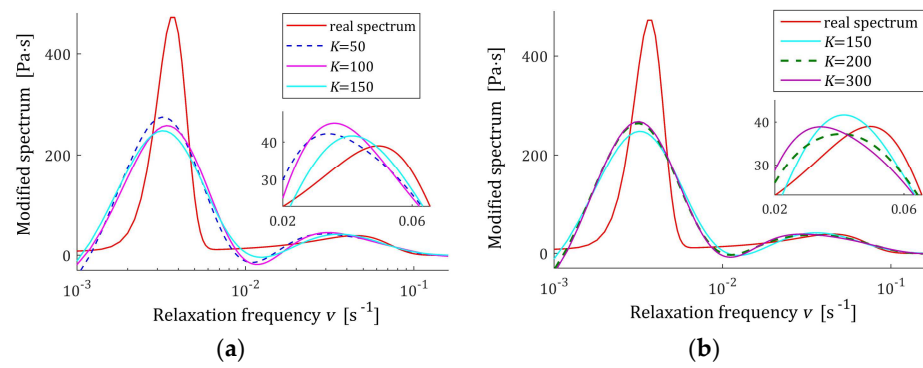 real spectrum
K=50
K=100
K=150
400
200
0
40
30
0.02
0.06
10⁻³
10⁻²
10⁻¹
Modified spectrum [Pa·s]
Relaxation frequency v [s⁻¹]
(a)
real spectrum
K=150
K=200
K=300
400
200
0
40
30
0.02
0.06
10⁻³
10⁻²
10⁻¹
Modified spectrum [Pa·s]
Relaxation frequency v [s⁻¹]
(b)